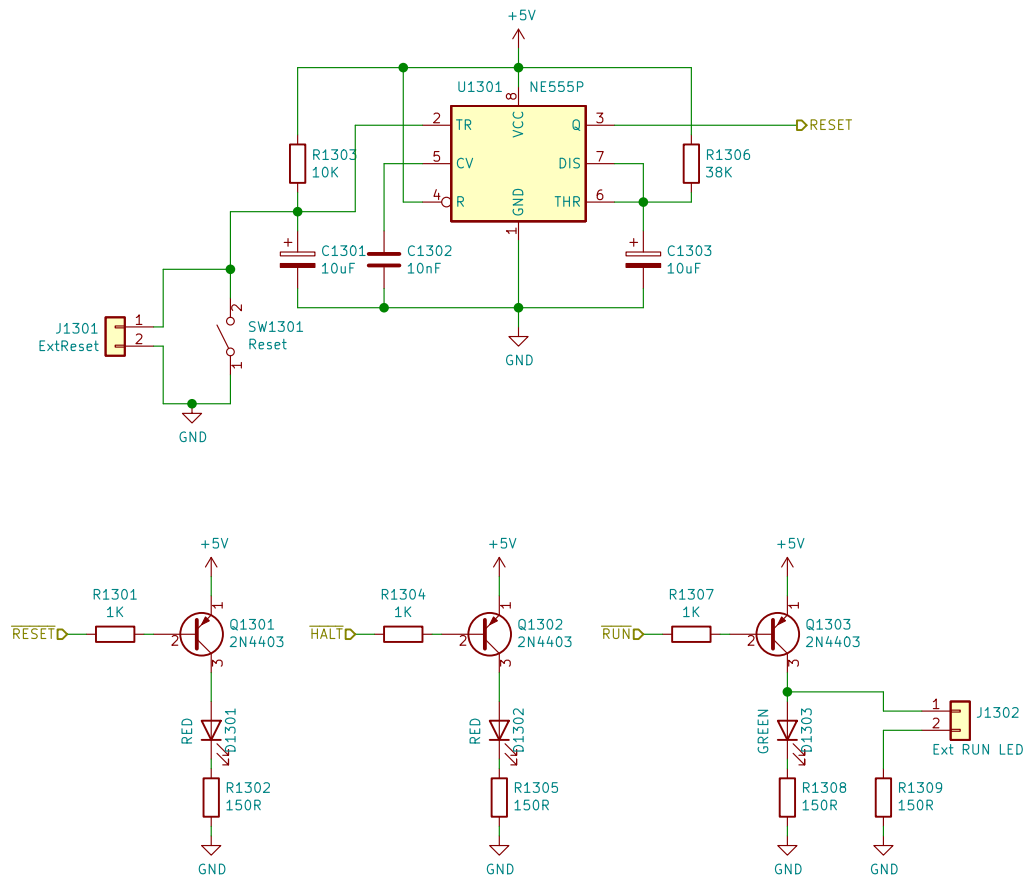 +5V
U1301 NE555P
8
2 TR VCC Q 3 RESET
R1303
10K
5 CV DIS 7
R1306
38K
4 R GND THR 6
1
+
C1301
10uF
C1302
10nF
+
C1303
10uF
J1301
ExtReset
1
2
2
SW1301
Reset
1
GND
GND
+5V
R1301
1K
RESET
1
2
3
Q1301
2N4403
RED
D1301
R1302
150R
GND
+5V
R1304
1K
HALT
1
2
3
Q1302
2N4403
RED
D1302
R1305
150R
GND
+5V
R1307
1K
RUN
1
2
3
Q1303
2N4403
GREEN
D1303
R1308
150R
GND
1
2
J1302
Ext RUN LED
R1309
150R
GND